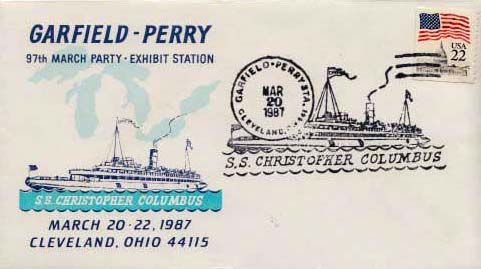 GARFIELD - PERRY
97th MARCH PARTY · EXHIBIT STATION
S.S. CHRISTOPHER COLUMBUS
MARCH 20-22, 1987
CLEVELAND, OHIO 44115
GARFIELD-PERRY STA.
MAR
20
1987
CLEVELAND,
S.S. CHRISTOPHER COLUMBUS
USA
22